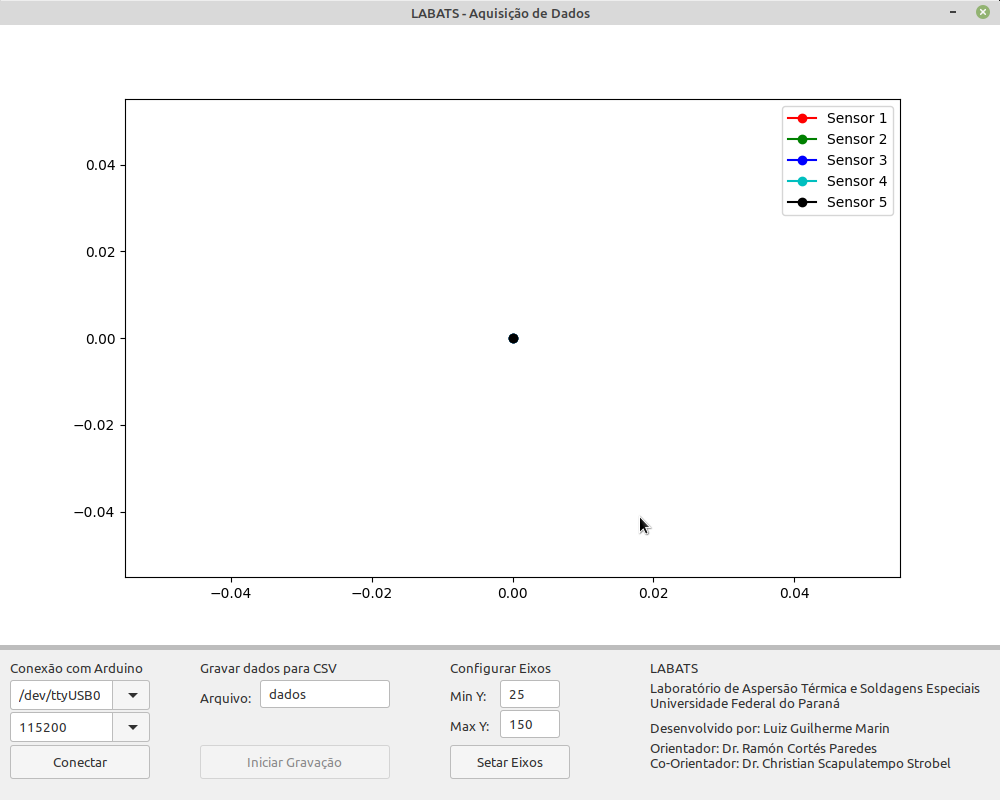 LABATS - Aquisição de Dados
Sensor 1
Sensor 2
Sensor 3
Sensor 4
Sensor 5
0.04
0.02
0.00
−0.02
−0.04
−0.04 −0.02 0.00 0.02 0.04
Conexão com Arduino
/dev/ttyUSB0
115200
Conectar
Gravar dados para CSV
Arquivo: dados
Iniciar Gravação
Configurar Eixos
Min Y: 25
Max Y: 150
Setar Eixos
LABATS
Laboratório de Aspersão Térmica e Soldagens Especiais
Universidade Federal do Paraná
Desenvolvido por: Luiz Guilherme Marin
Orientador: Dr. Ramón Cortés Paredes
Co-Orientador: Dr. Christian Scapulatempo Strobel